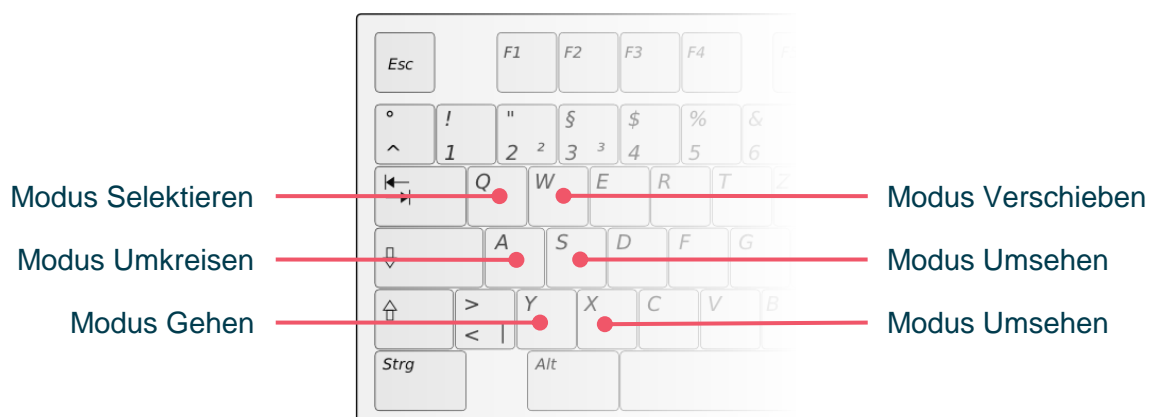 Esc F1 F2 F3 F4 F
° ! " § $ % &
^ 1 2 ² 3 ³ 4 5 6
Modus Selektieren Q W E R T Z Modus Verschieben
Modus Umkreisen A S D F G Modus Umsehen
Modus Gehen > Y X C V B Modus Umsehen
< |
Strg Alt